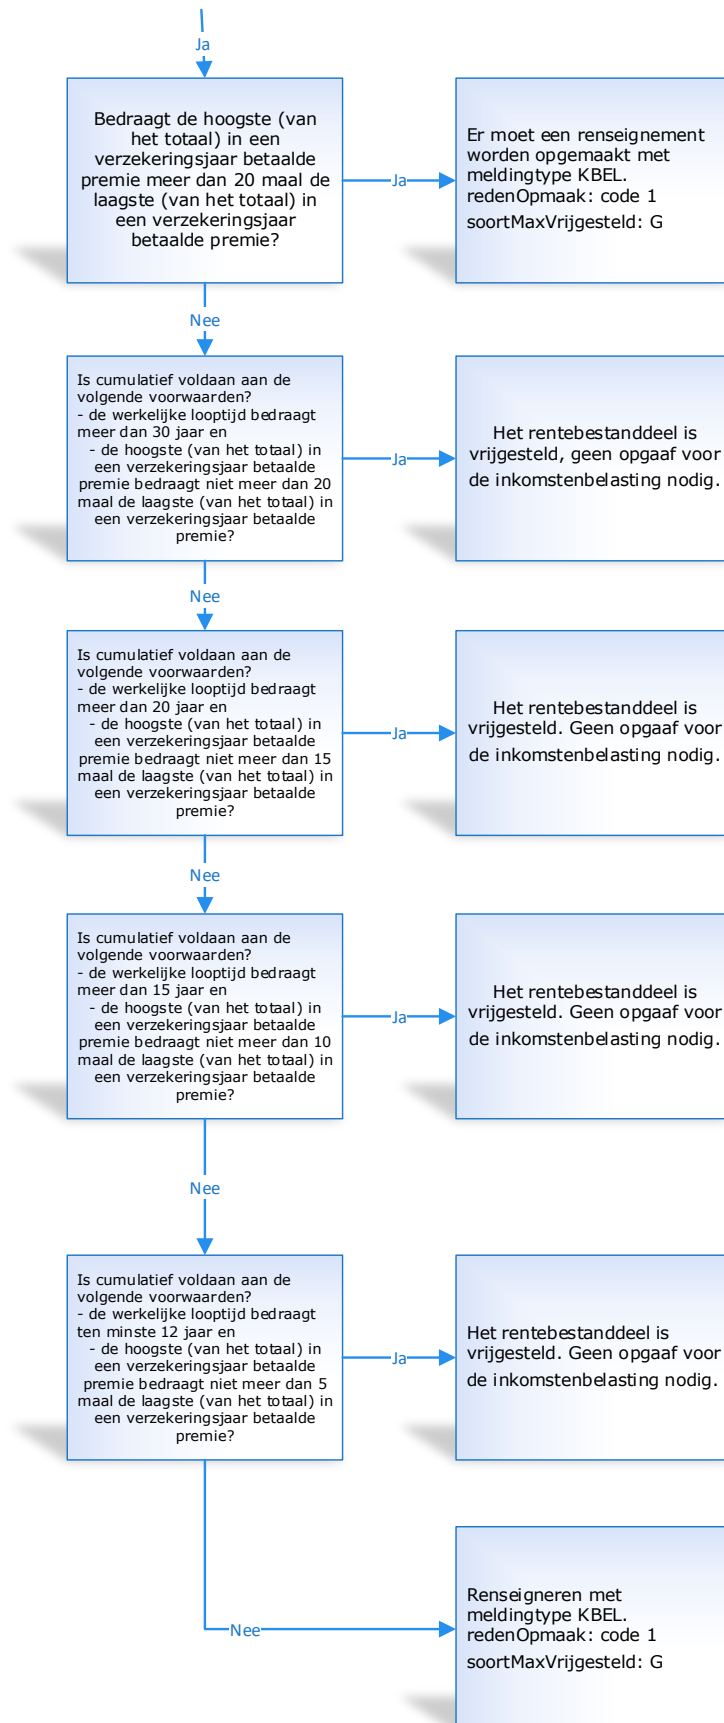 Ja
Bedraagt de hoogste (van
het totaal) in een
verzekeringsjaar betaalde
premie meer dan 20 maal de
laagste (van het totaal) in
een verzekeringsjaar
betaalde premie?
Ja
Er moet een renseignement
worden opgemaakt met
meldingtype KBEL.
redenOpmaak: code 1
soortMaxVrijgesteld: G
Nee
Is cumulatief voldaan aan de
volgende voorwaarden?
- de werkelijke looptijd bedraagt
meer dan 30 jaar en
- de hoogste (van het totaal) in
een verzekeringsjaar betaalde
premie bedraagt niet meer dan 20
maal de laagste (van het totaal) in
een verzekeringsjaar betaalde
premie?
Ja
Het rentebestanddeel is
vrijgesteld, geen opgaaf voor
de inkomstenbelasting nodig.
Nee
Is cumulatief voldaan aan de
volgende voorwaarden?
- de werkelijke looptijd bedraagt
meer dan 20 jaar en
- de hoogste (van het totaal) in
een verzekeringsjaar betaalde
premie bedraagt niet meer dan 15
maal de laagste (van het totaal) in
een verzekeringsjaar betaalde
premie?
Ja
Het rentebestanddeel is
vrijgesteld. Geen opgaaf voor
de inkomstenbelasting nodig.
Nee
Is cumulatief voldaan aan de
volgende voorwaarden?
- de werkelijke looptijd bedraagt
meer dan 15 jaar en
- de hoogste (van het totaal) in
een verzekeringsjaar betaalde
premie bedraagt niet meer dan 10
maal de laagste (van het totaal) in
een verzekeringsjaar betaalde
premie?
Ja
Het rentebestanddeel is
vrijgesteld. Geen opgaaf voor
de inkomstenbelasting nodig.
Nee
Is cumulatief voldaan aan de
volgende voorwaarden?
- de werkelijke looptijd bedraagt
ten minste 12 jaar en
- de hoogste (van het totaal) in
een verzekeringsjaar betaalde
premie bedraagt niet meer dan 5
maal de laagste (van het totaal) in
een verzekeringsjaar betaalde
premie?
Ja
Het rentebestanddeel is
vrijgesteld. Geen opgaaf voor
de inkomstenbelasting nodig.
Nee
Renseigneren met
meldingtype KBEL.
redenOpmaak: code 1
soortMaxVrijgesteld: G